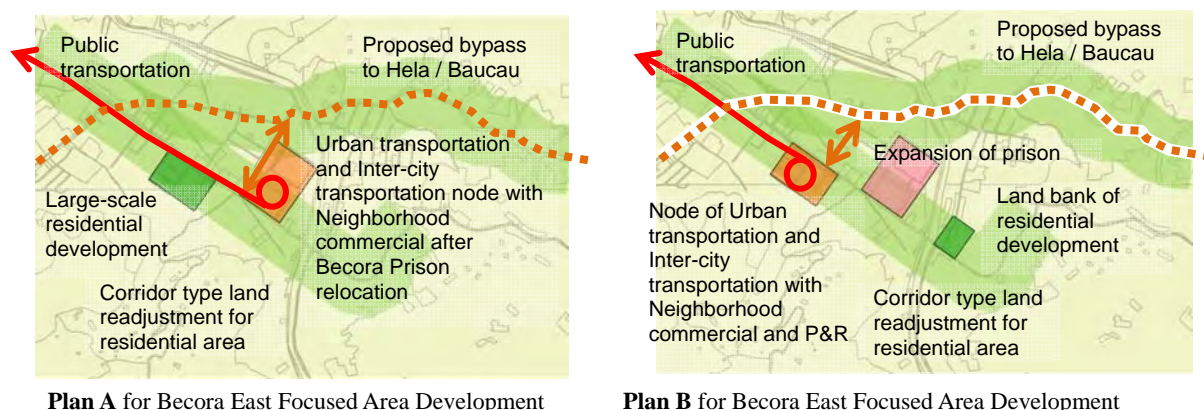 Public
transportation
Proposed bypass
to Hela / Baucau
Urban transportation
and Inter-city
transportation node with
Neighborhood
commercial after
Becora Prison
relocation
Large-scale
residential
development
Corridor type land
readjustment for
residential area
Plan A for Becora East Focused Area Development
Public
transportation
Proposed bypass
to Hela / Baucau
Expansion of prison
Land bank of
residential
development
Node of Urban
transportation and
Inter-city
transportation with
Neighborhood
commercial and P&R
Corridor type land
readjustment for
residential area
Plan B for Becora East Focused Area Development